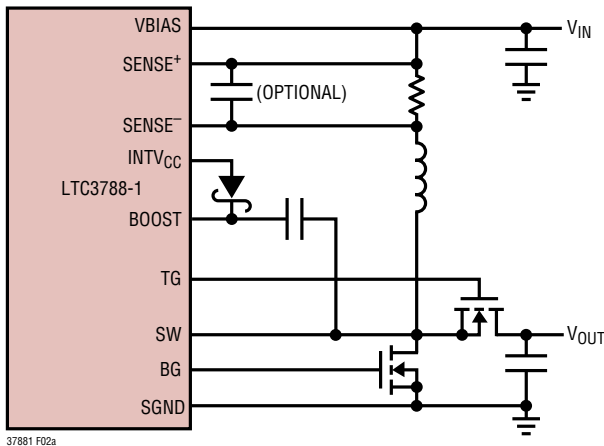 VBIAS
V_IN
SENSE⁺
(OPTIONAL)
SENSE⁻
INTV_CC
LTC3788-1
BOOST
TG
SW
V_OUT
BG
SGND
37881 F02a